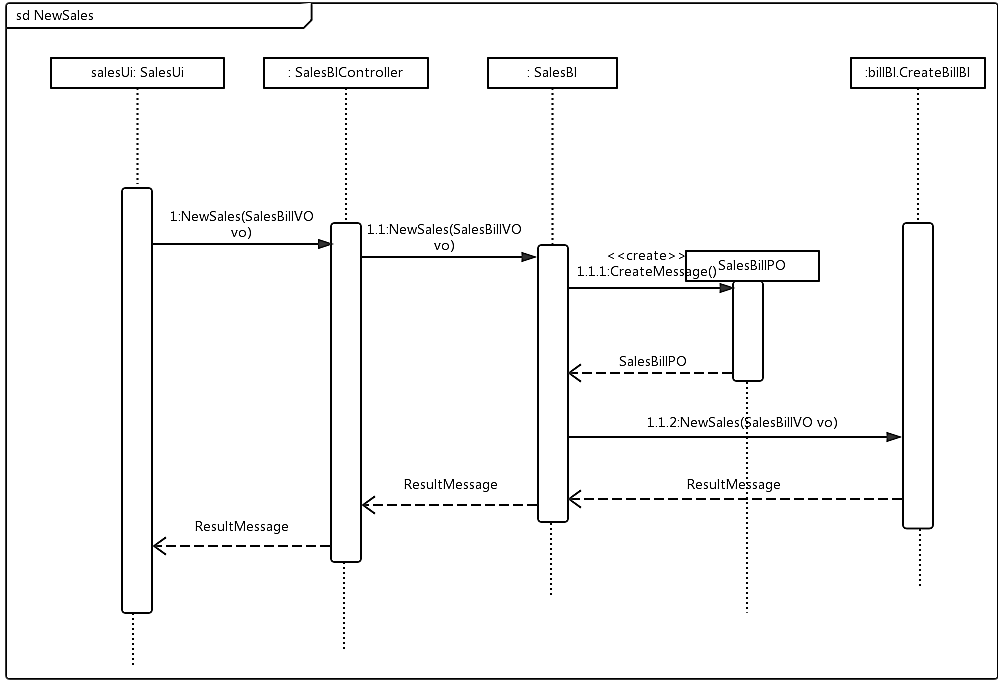 sd NewSales
salesUi: SalesUi
: SalesBlController
: SalesBl
:billBl.CreateBillBl
1:NewSales(SalesBillVO
vo)
1.1:NewSales(SalesBillVO
vo)
<<create>>
1.1.1:CreateMessage()
SalesBillPO
SalesBillPO
1.1.2:NewSales(SalesBillVO vo)
ResultMessage
ResultMessage
ResultMessage